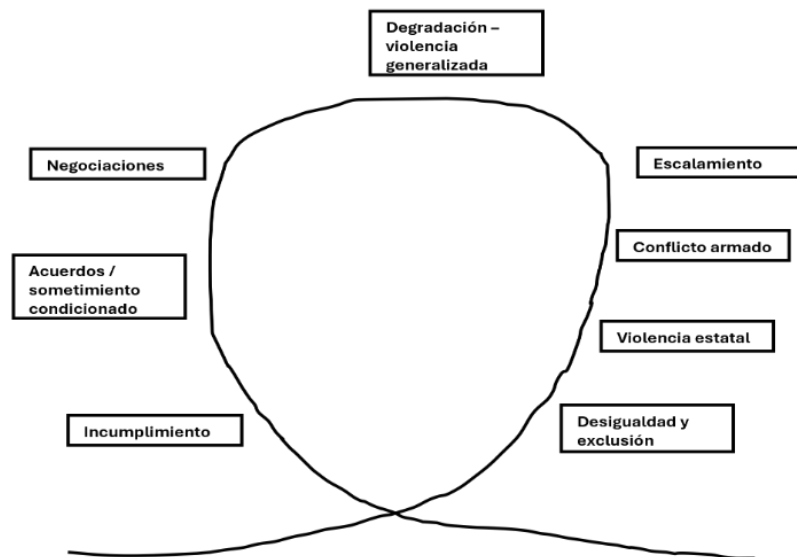 Degradación –
violencia
generalizada
Negociaciones
Escalamiento
Conflicto armado
Acuerdos /
sometimiento
condicionado
Violencia estatal
Incumplimiento
Desigualdad y
exclusión